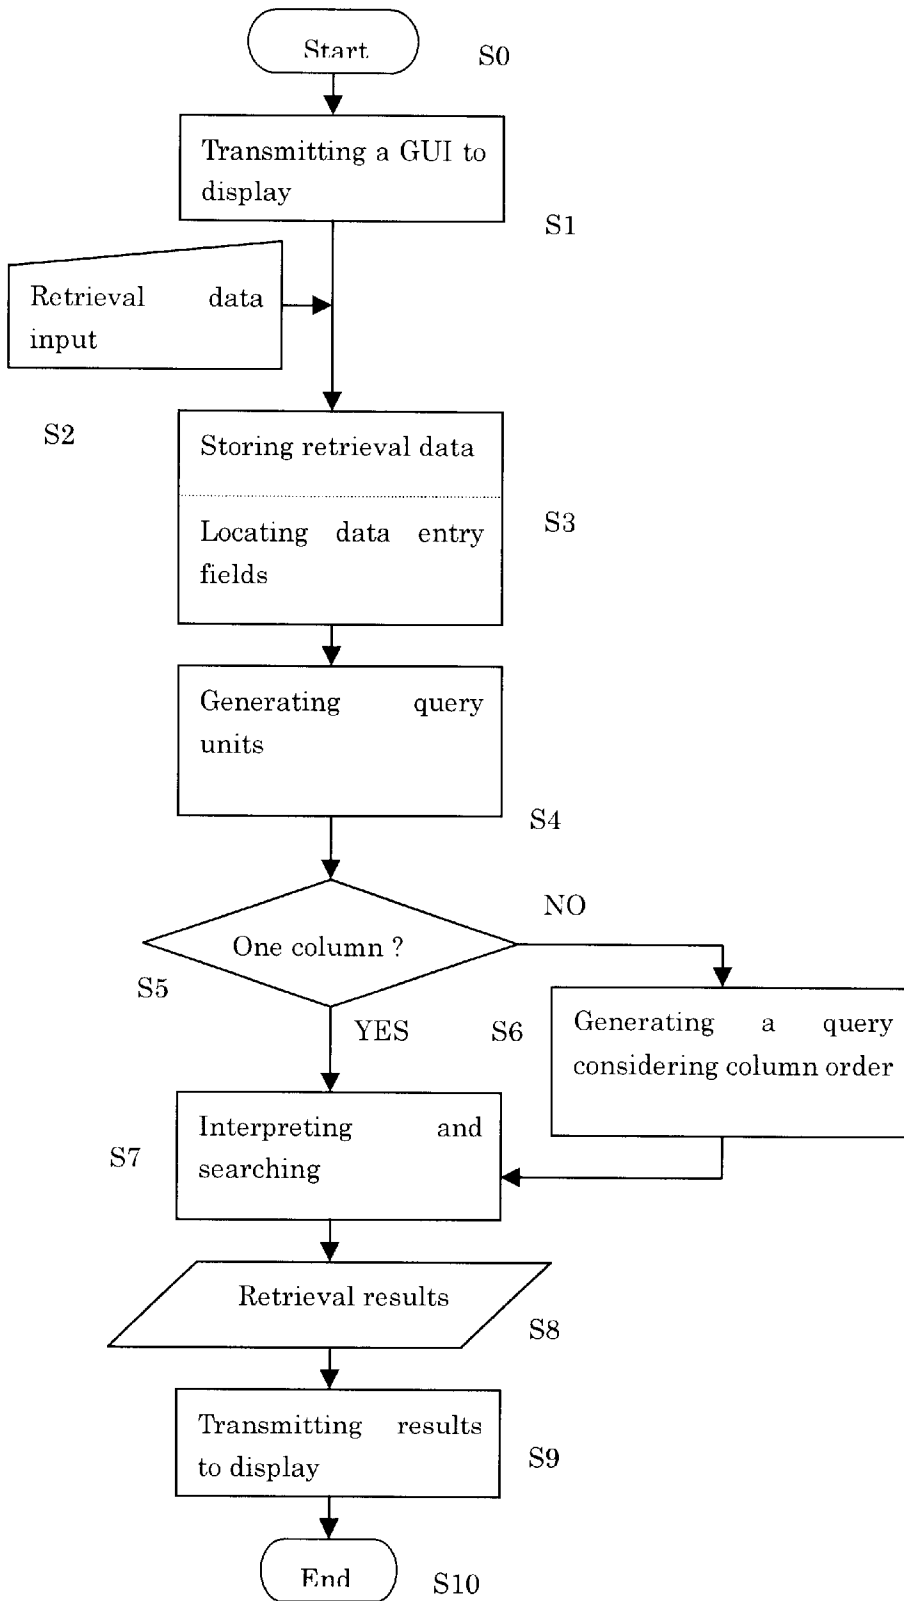 Start
S0
Transmitting a GUI to
display
S1
Retrieval data
input
S2
Storing retrieval data
Locating data entry
fields
S3
Generating query
units
S4
One column ?
NO
S5
YES
S6
Generating a query
considering column order
Interpreting and
searching
S7
Retrieval results
S8
Transmitting results
to display
S9
End
S10